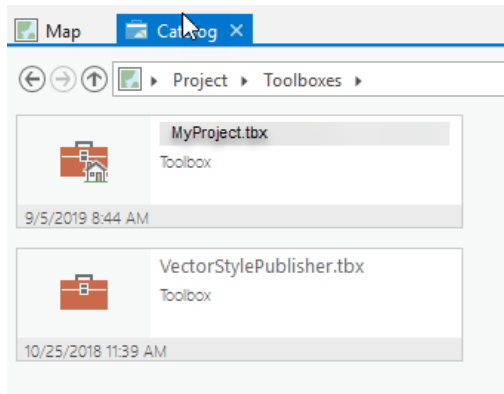 Map
Catalog
Project
Toolboxes
MyProject.tbx
Toolbox
9/5/2019 8:44 AM
VectorStylePublisher.tbx
Toolbox
10/25/2018 11:39 AM